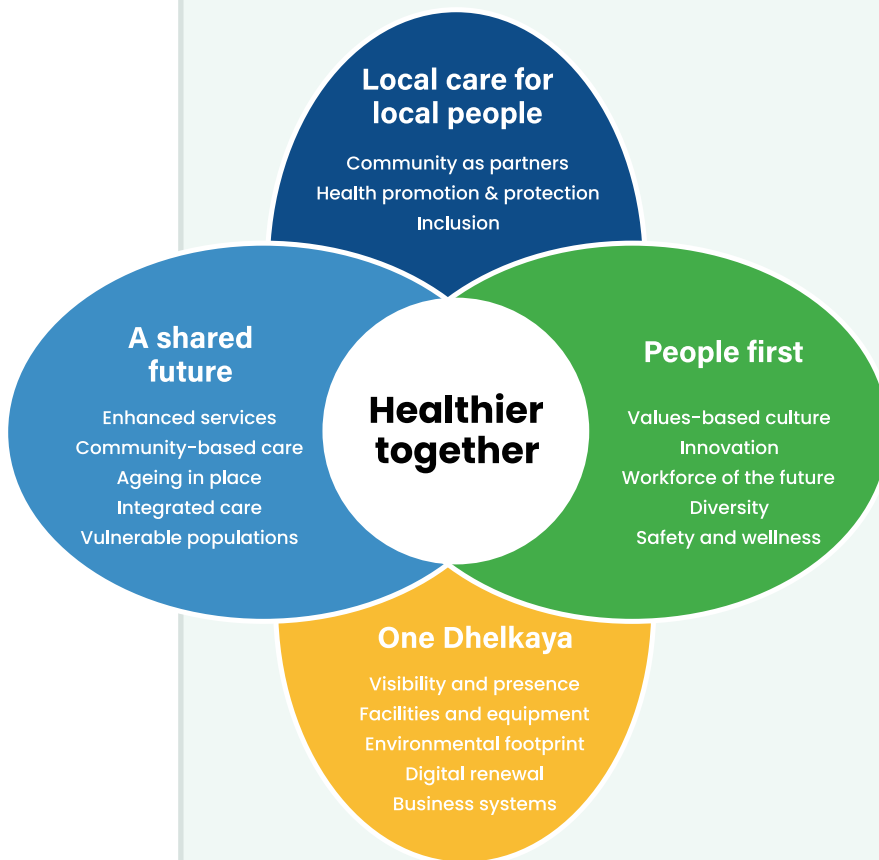 Local care for
local people
Community as partners
Health promotion & protection
Inclusion
A shared
future
Enhanced services
Community-based care
Ageing in place
Integrated care
Vulnerable populations
Healthier
together
People first
Values-based culture
Innovation
Workforce of the future
Diversity
Safety and wellness
One Dhelkaya
Visibility and presence
Facilities and equipment
Environmental footprint
Digital renewal
Business systems